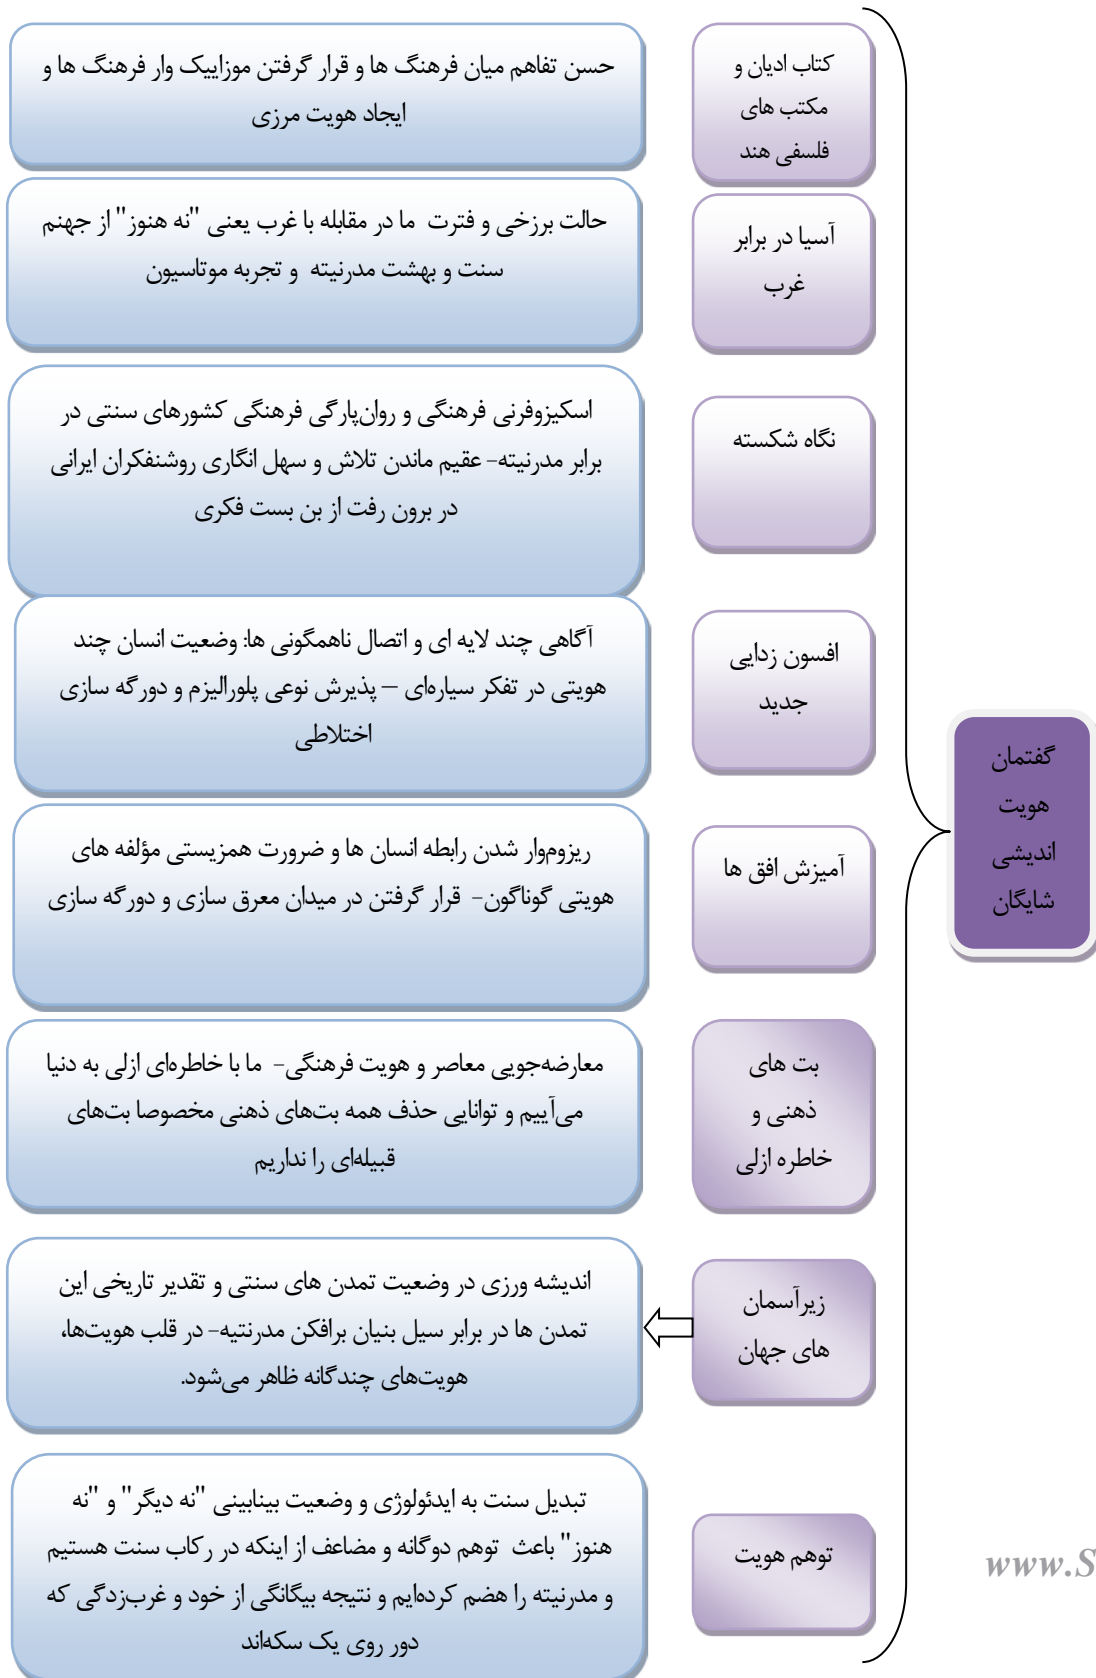 گفتمان
هویت
اندیشی
شایگان
کتاب ادیان و
مکتب های
فلسفی هند
حسن تفاهم میان فرهنگ ها و قرار گرفتن موزاییک وار فرهنگ ها و
ایجاد هویت مرزی
آسیا در برابر
غرب
حالت برزخی و فترت ما در مقابله با غرب یعنی "نه هنوز" از جهنم
سنت و بهشت مدرنیته و تجربه موتاسیون
نگاه شکسته
اسکیزوفرنی فرهنگی و روان‌پارگی فرهنگی کشورهای سنتی در
برابر مدرنیته- عقیم ماندن تلاش و سهل انگاری روشنفکران ایرانی
در برون رفت از بن بست فکری
افسون زدایی
جدید
آگاهی چند لایه ای و اتصال ناهمگونی ها: وضعیت انسان چند
هویتی در تفکر سیاره‌ای – پذیرش نوعی پلورالیزم و دورگه سازی
اختلاطی
آمیزش افق ها
ریزوم‌وار شدن رابطه انسان ها و ضرورت همزیستی مؤلفه های
هویتی گوناگون- قرار گرفتن در میدان معرق سازی و دورگه سازی
بت های
ذهنی و
خاطره ازلی
معارضه‌جویی معاصر و هویت فرهنگی- ما با خاطره‌ای ازلی به دنیا
می‌آییم و توانایی حذف همه بت‌های ذهنی مخصوصا بت‌های
قبیله‌ای را نداریم
زیرآسمان
های جهان
اندیشه ورزی در وضعیت تمدن های سنتی و تقدیر تاریخی این
تمدن ها در برابر سیل بنیان برافکن مدرنتیه- در قلب هویت‌ها،
هویت‌های چندگانه ظاهر می‌شود.
توهم هویت
تبدیل سنت به ایدئولوژی و وضعیت بینابینی "نه دیگر" و "نه
هنوز" باعث توهم دوگانه و مضاعف از اینکه در رکاب سنت هستیم
و مدرنیته را هضم کرده‌ایم و نتیجه بیگانگی از خود و غرب‌زدگی که
دور روی یک سکه‌اند
www.S